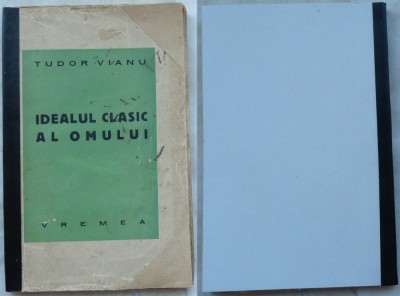 TUDOR VIANU
IDEALUL CLASIC
AL OMULUI
VREMEA